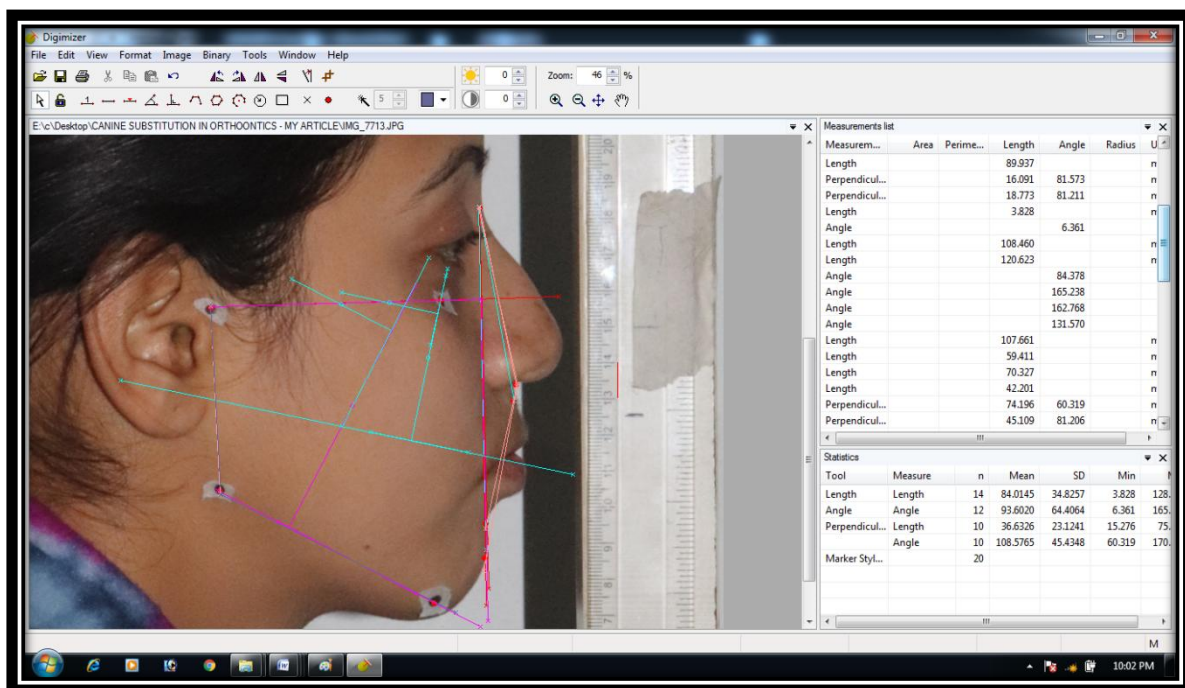 Digimizer
File Edit View Format Image Binary Tools Window Help
0 Zoom: 46 %
5 0
E:\c\Desktop\CANINE SUBSTITUTION IN ORTHOONTICS - MY ARTICLE\IMG_7713.JPG
Measurements list
Measurem... Area Perime... Length Angle Radius U
Length 89.937 m
Perpendicul... 16.091 81.573
Perpendicul... 18.773 81.211
Length 3.828
Angle 6.361
Length 108.460
Length 120.623
Angle 84.378
Angle 165.238
Angle 162.768
Angle 131.570
Length 107.661
Length 59.411
Length 70.327
Length 42.201
Perpendicul... 74.196 60.319
Perpendicul... 45.109 81.206
Statistics
Tool Measure n Mean SD Min
Length Length 14 84.0145 34.8257 3.828 128.
Angle Angle 12 93.6020 64.4064 6.361 165.
Perpendicul... Length 10 36.6326 23.1241 15.276 75.
Angle 10 108.5765 45.4348 60.319 170.
Marker Styl... 20
M
10:02 PM